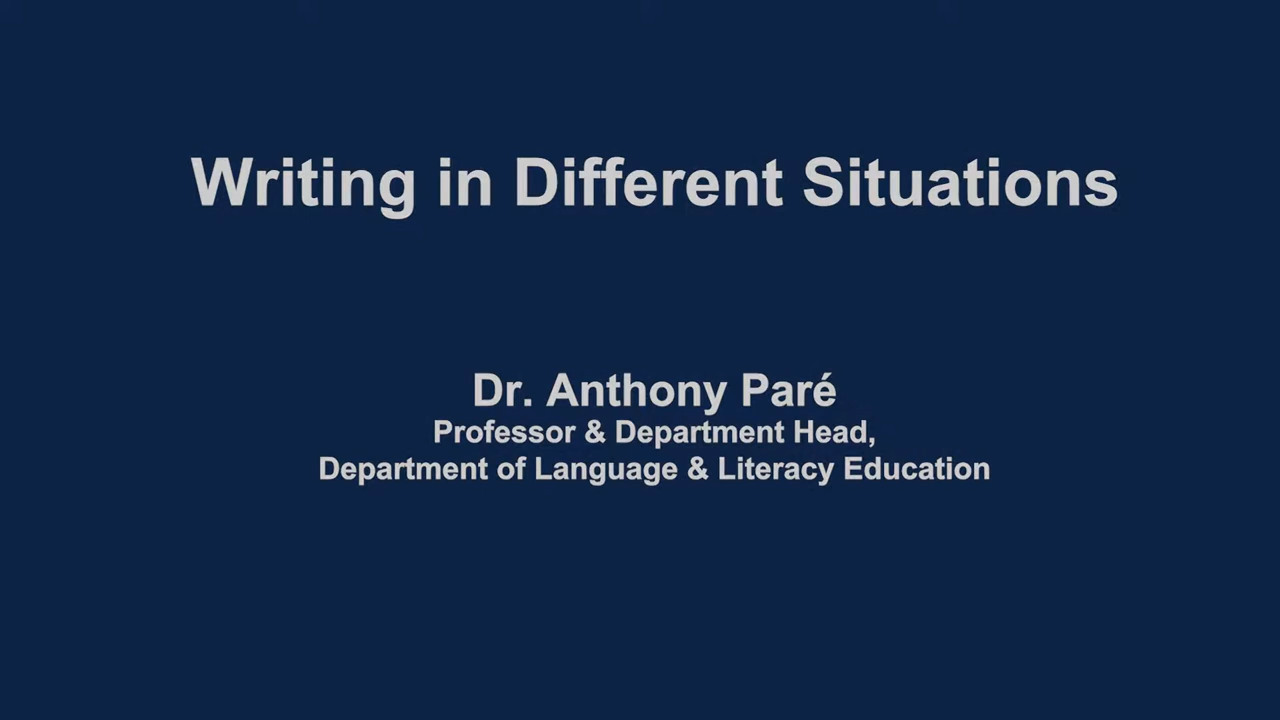 Writing in Different Situations
Dr. Anthony Paré
Professor & Department Head,
Department of Language & Literacy Education